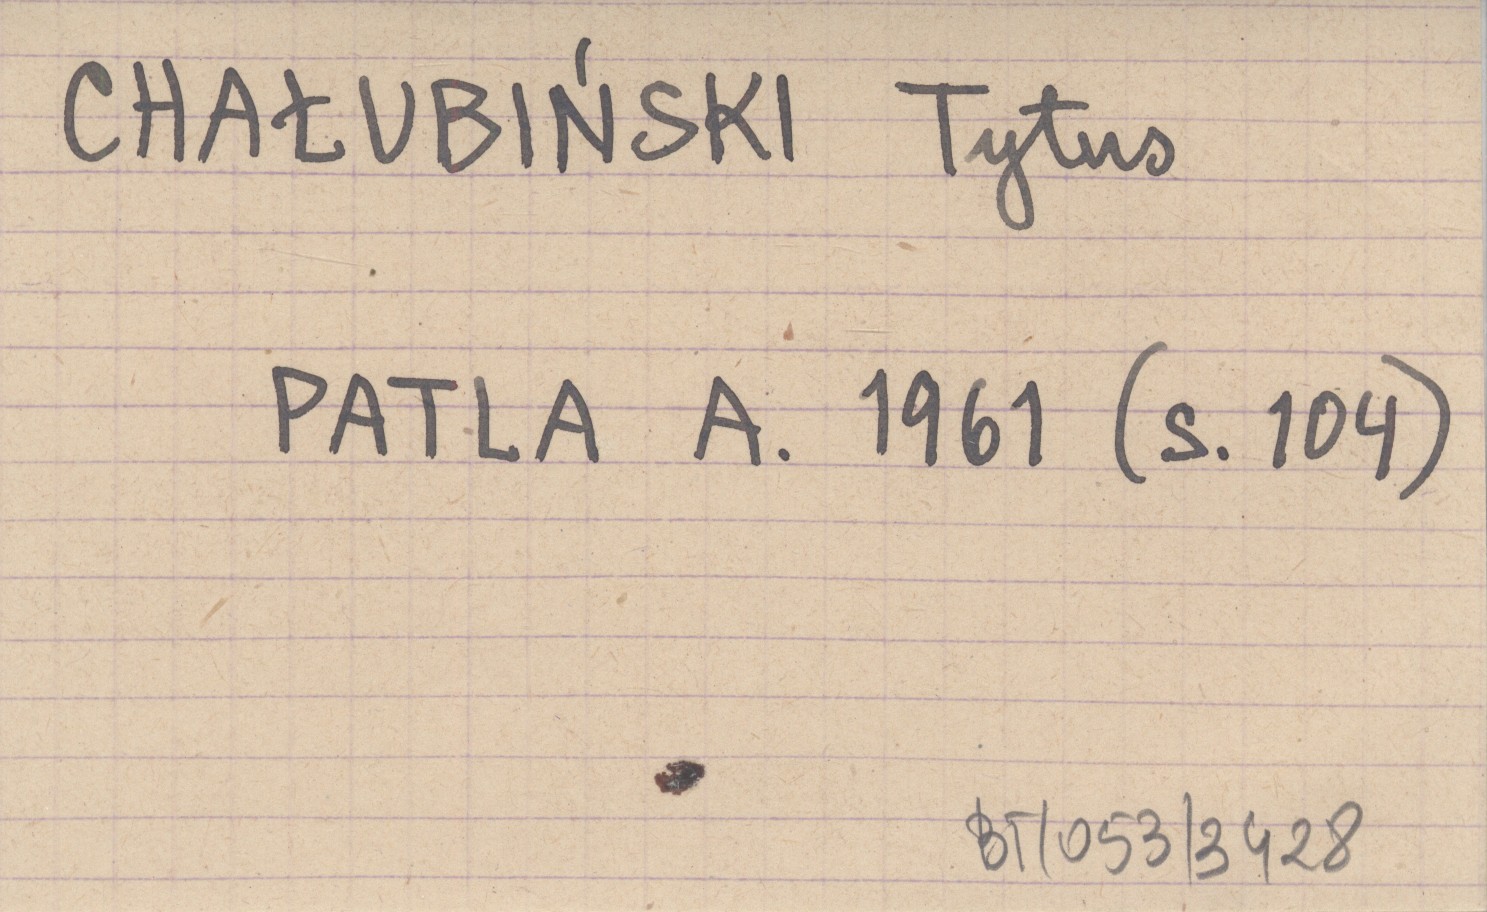 CHAŁUBIŃSKI Tytus
PATLA A. 1961 (s. 104)
BT/053/3428